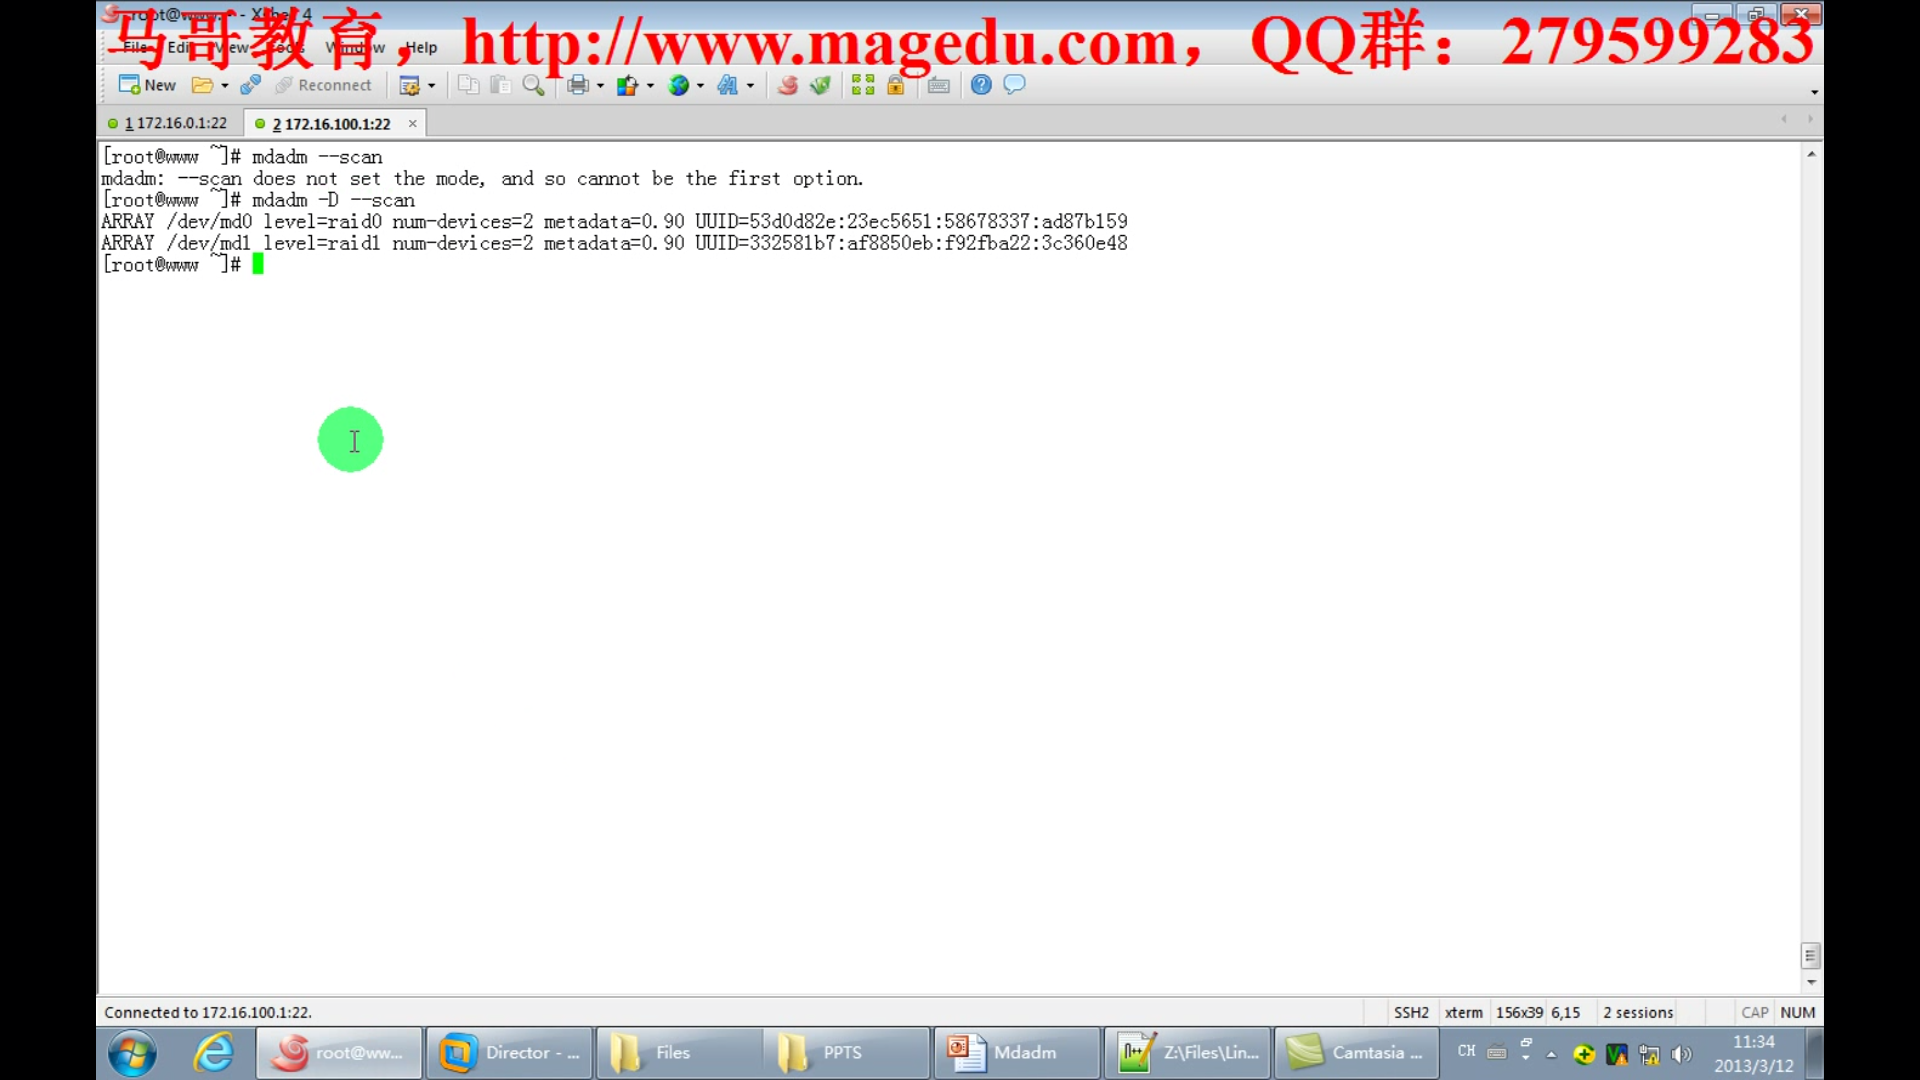 root@www:~ - Xshell 4
马哥教育，http://www.magedu.com，QQ群：279599283
File Edit View Tools Window Help
New Reconnect
1 172.16.0.1:22 2 172.16.100.1:22
[root@www ~]# mdadm --scan
mdadm: --scan does not set the mode, and so cannot be the first option.
[root@www ~]# mdadm -D --scan
ARRAY /dev/md0 level=raid0 num-devices=2 metadata=0.90 UUID=53d0d82e:23ec5651:58678337:ad87b159
ARRAY /dev/md1 level=raid1 num-devices=2 metadata=0.90 UUID=332581b7:af8850eb:f92fba22:3c360e48
[root@www ~]#
Connected to 172.16.100.1:22. SSH2 xterm 156x39 6,15 2 sessions CAP NUM
root@ww... Director - ... Files PPTS Mdadm Z:\Files\Lin... Camtasia ... CH 11:34
2013/3/12